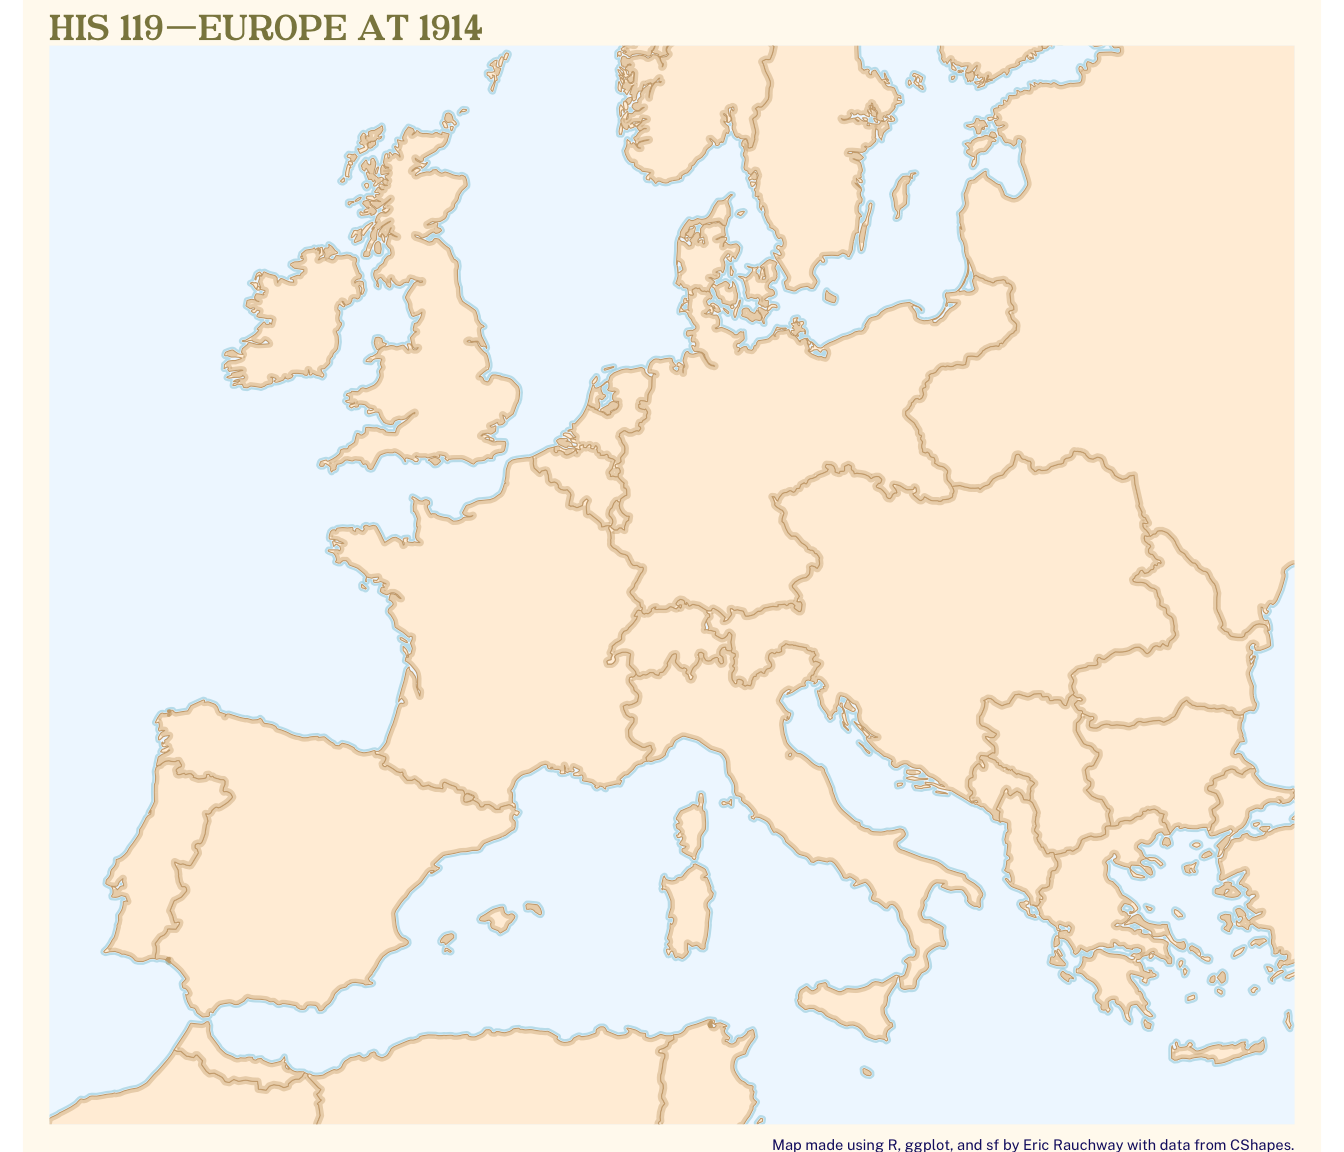 HIS 119—EUROPE AT 1914
Map made using R, ggplot, and sf by Eric Rauchway with data from CShapes.